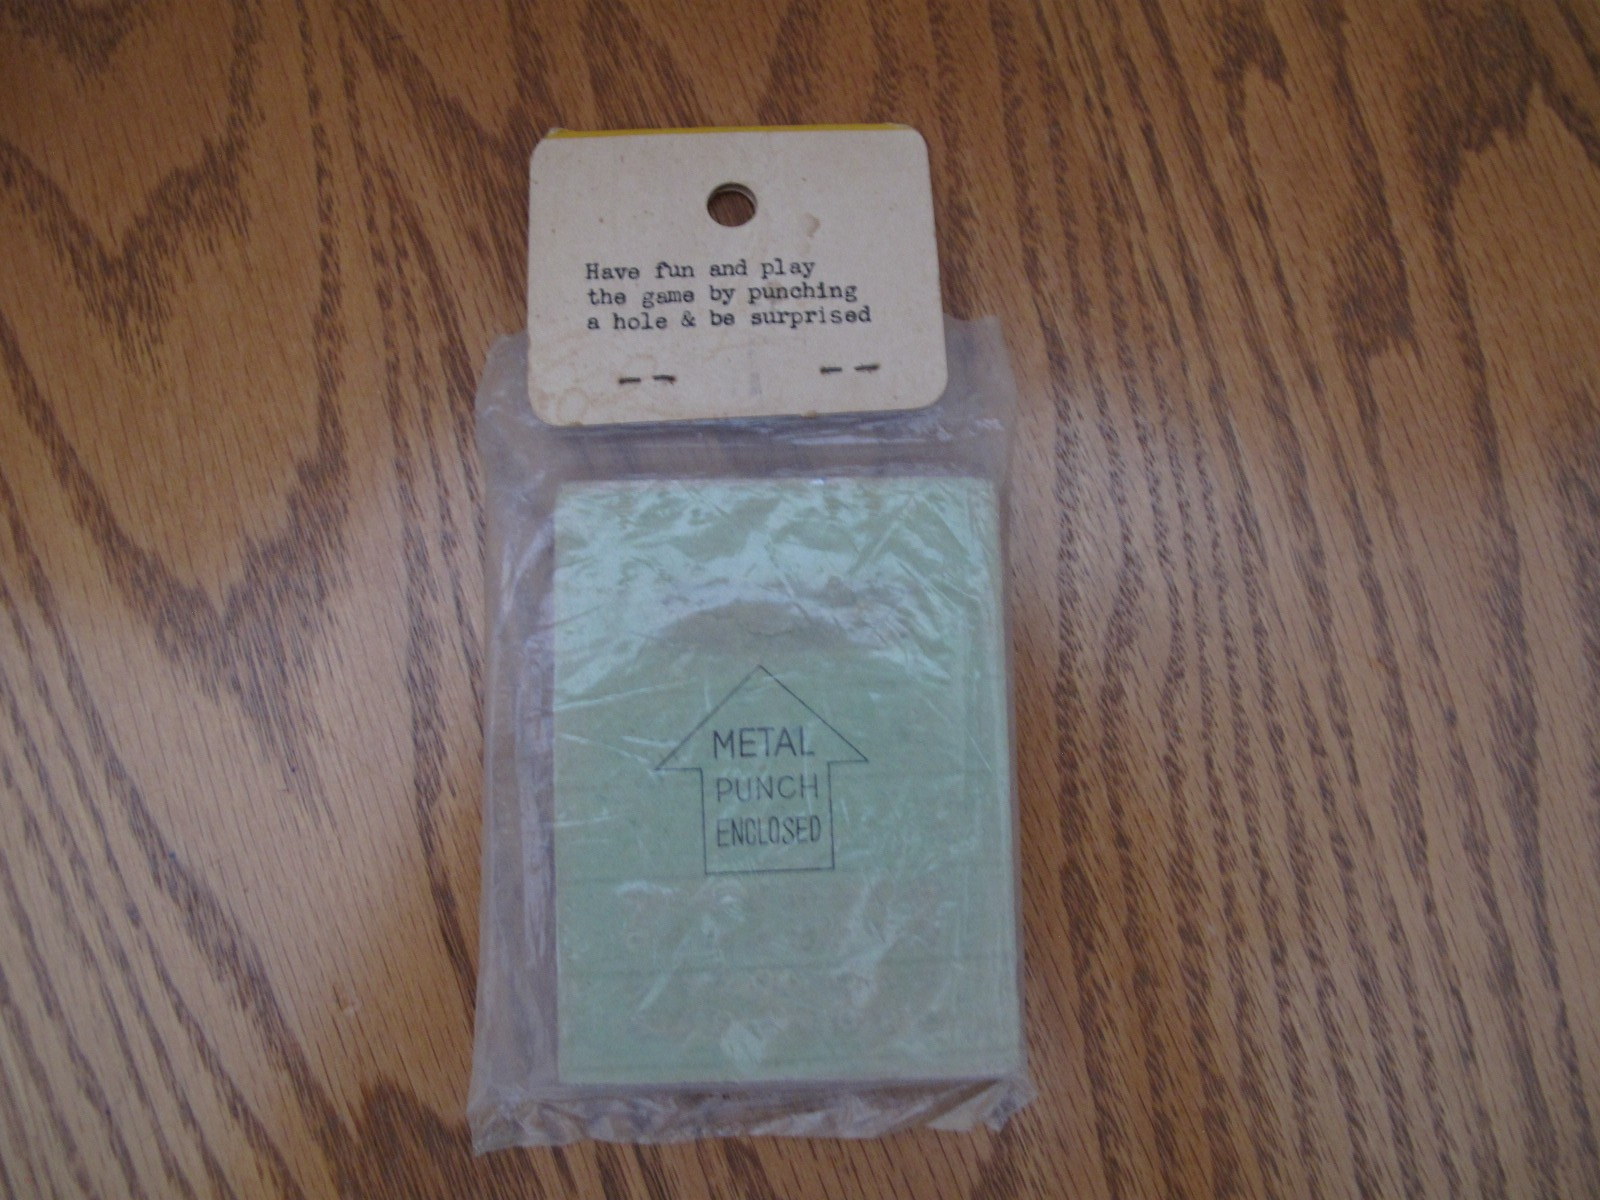 Have fun and play
the game by punching
a hole & be surprised
METAL
PUNCH
ENCLOSED